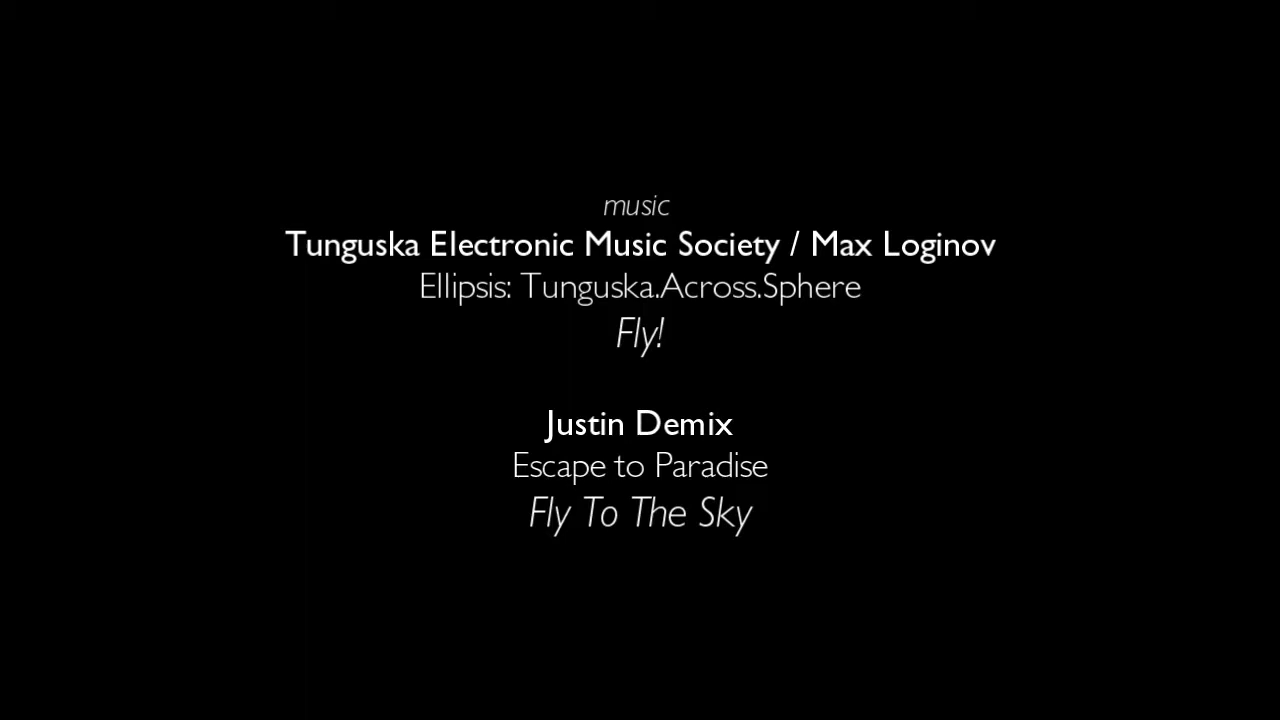 music
Tunguska Electronic Music Society / Max Loginov
Ellipsis: Tunguska.Across.Sphere
Fly!
Justin Demix
Escape to Paradise
Fly To The Sky